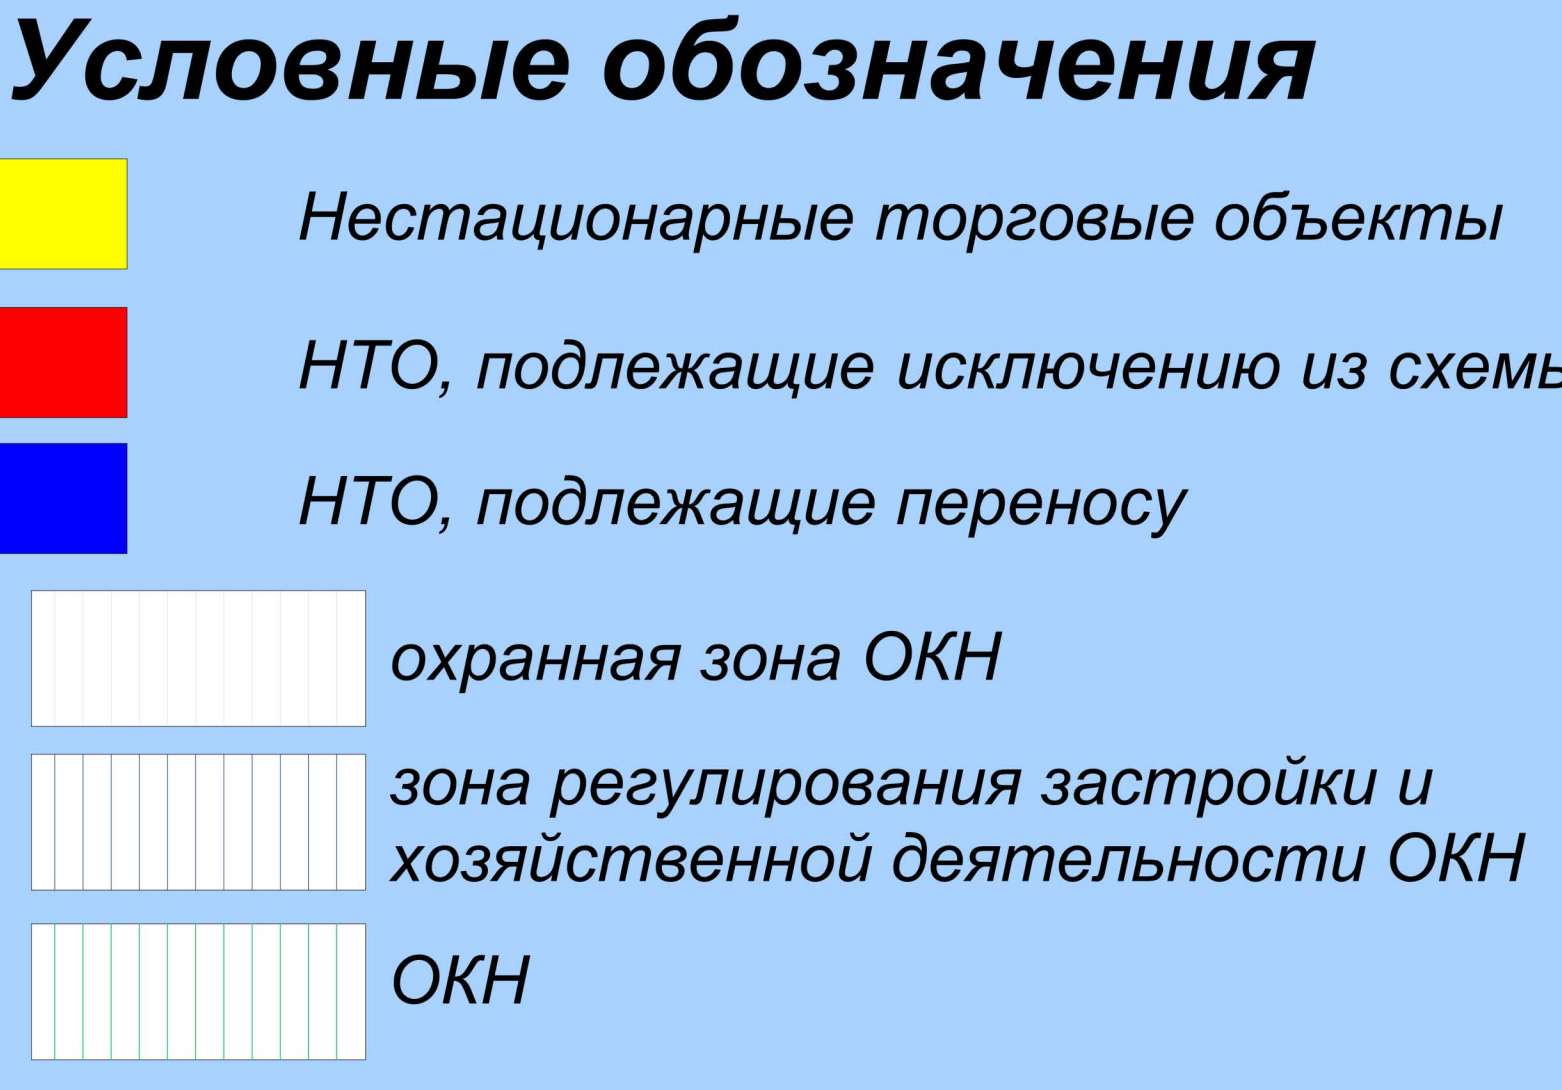 Условные обозначения
Нестационарные торговые объекты
НТО, подлежащие исключению из схемы
НТО, подлежащие переносу
охранная зона ОКН
зона регулирования застройки и
хозяйственной деятельности ОКН
ОКН